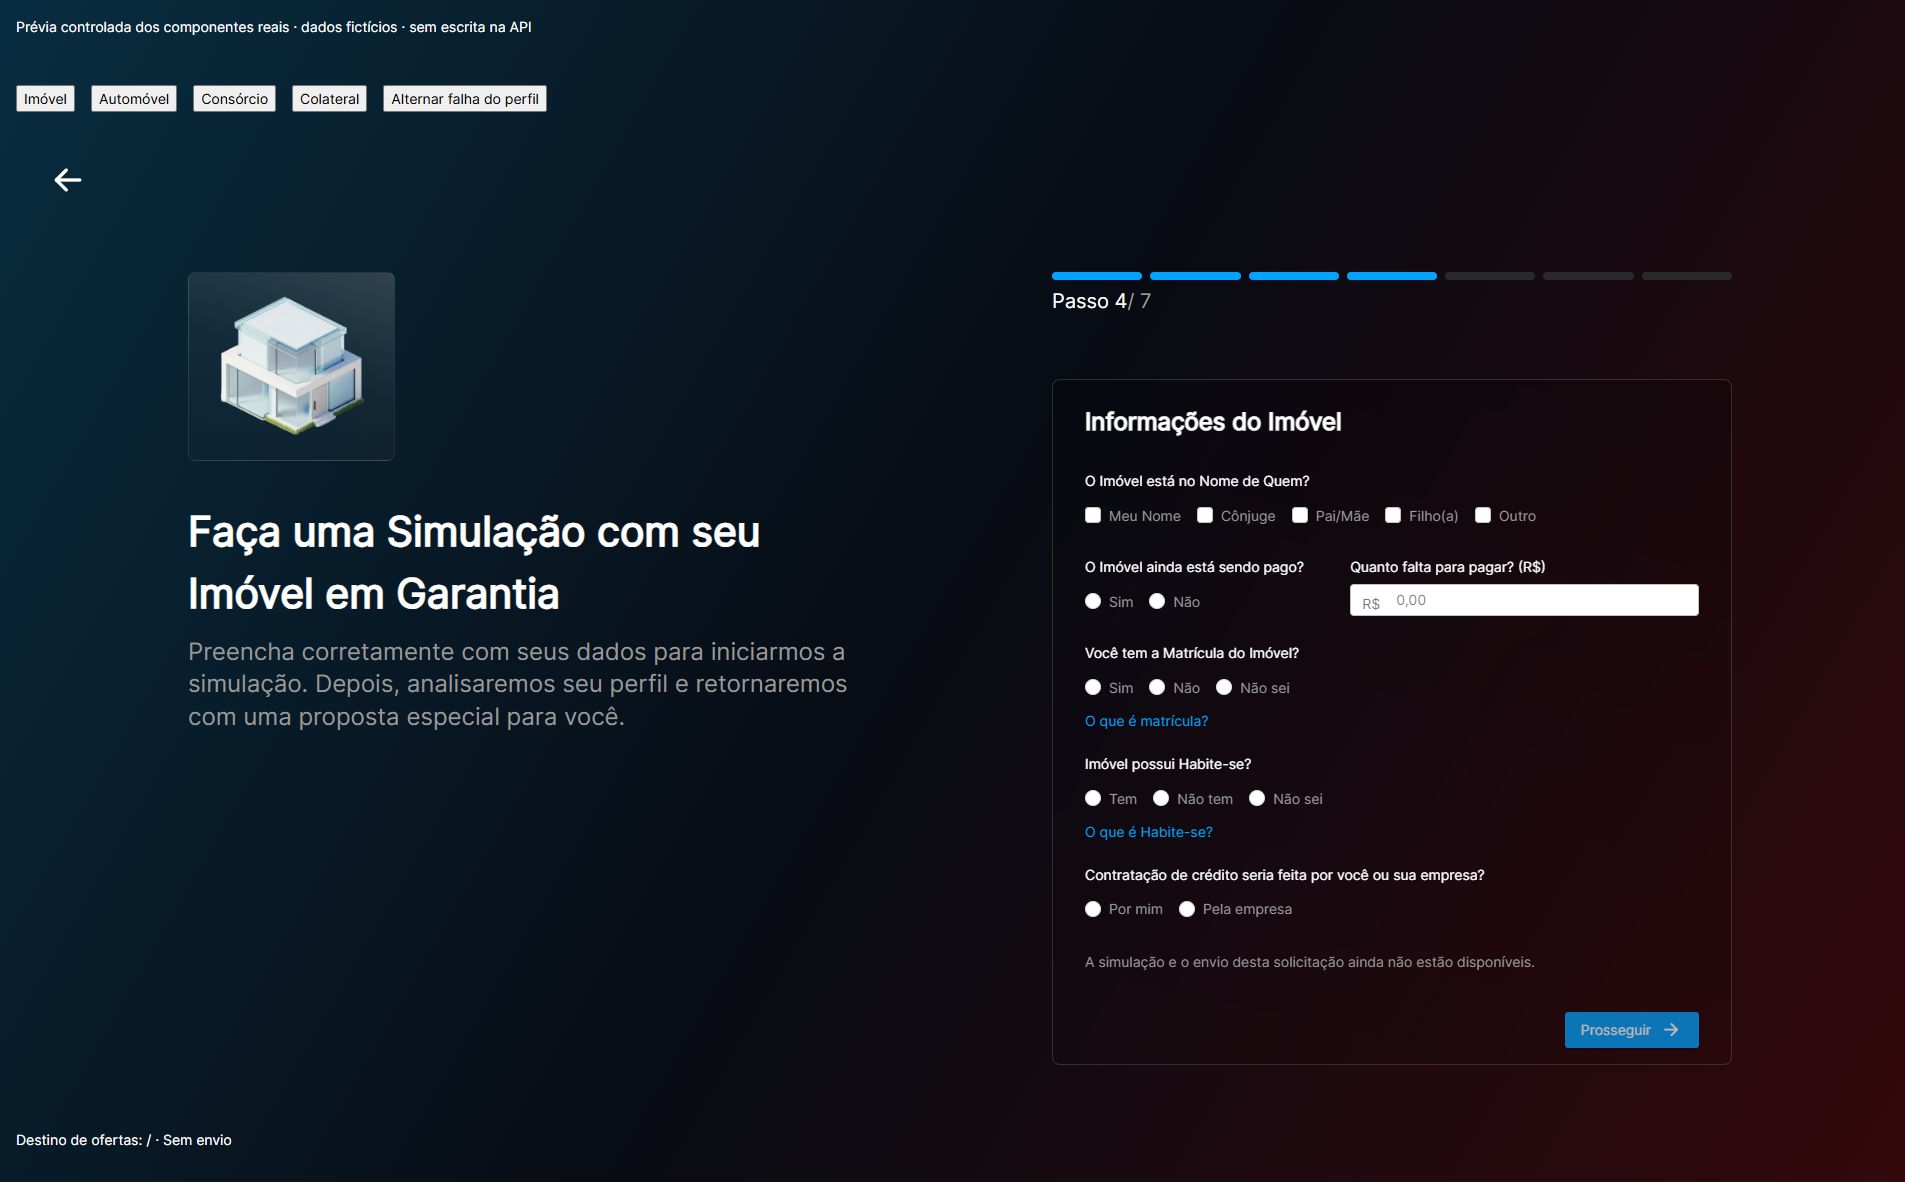 Prévia controlada dos componentes reais · dados fictícios · sem escrita na API
Imóvel
Automóvel
Consórcio
Colateral
Alternar falha do perfil
Passo 4/ 7
Faça uma Simulação com seu
Imóvel em Garantia
Preencha corretamente com seus dados para iniciarmos a
simulação. Depois, analisaremos seu perfil e retornaremos
com uma proposta especial para você.
Informações do Imóvel
O Imóvel está no Nome de Quem?
Meu Nome Cônjuge Pai/Mãe Filho(a) Outro
O Imóvel ainda está sendo pago?
Sim Não
Quanto falta para pagar? (R$)
R$ 0,00
Você tem a Matrícula do Imóvel?
Sim Não Não sei
O que é matrícula?
Imóvel possui Habite-se?
Tem Não tem Não sei
O que é Habite-se?
Contratação de crédito seria feita por você ou sua empresa?
Por mim Pela empresa
A simulação e o envio desta solicitação ainda não estão disponíveis.
Prosseguir
Destino de ofertas: / · Sem envio